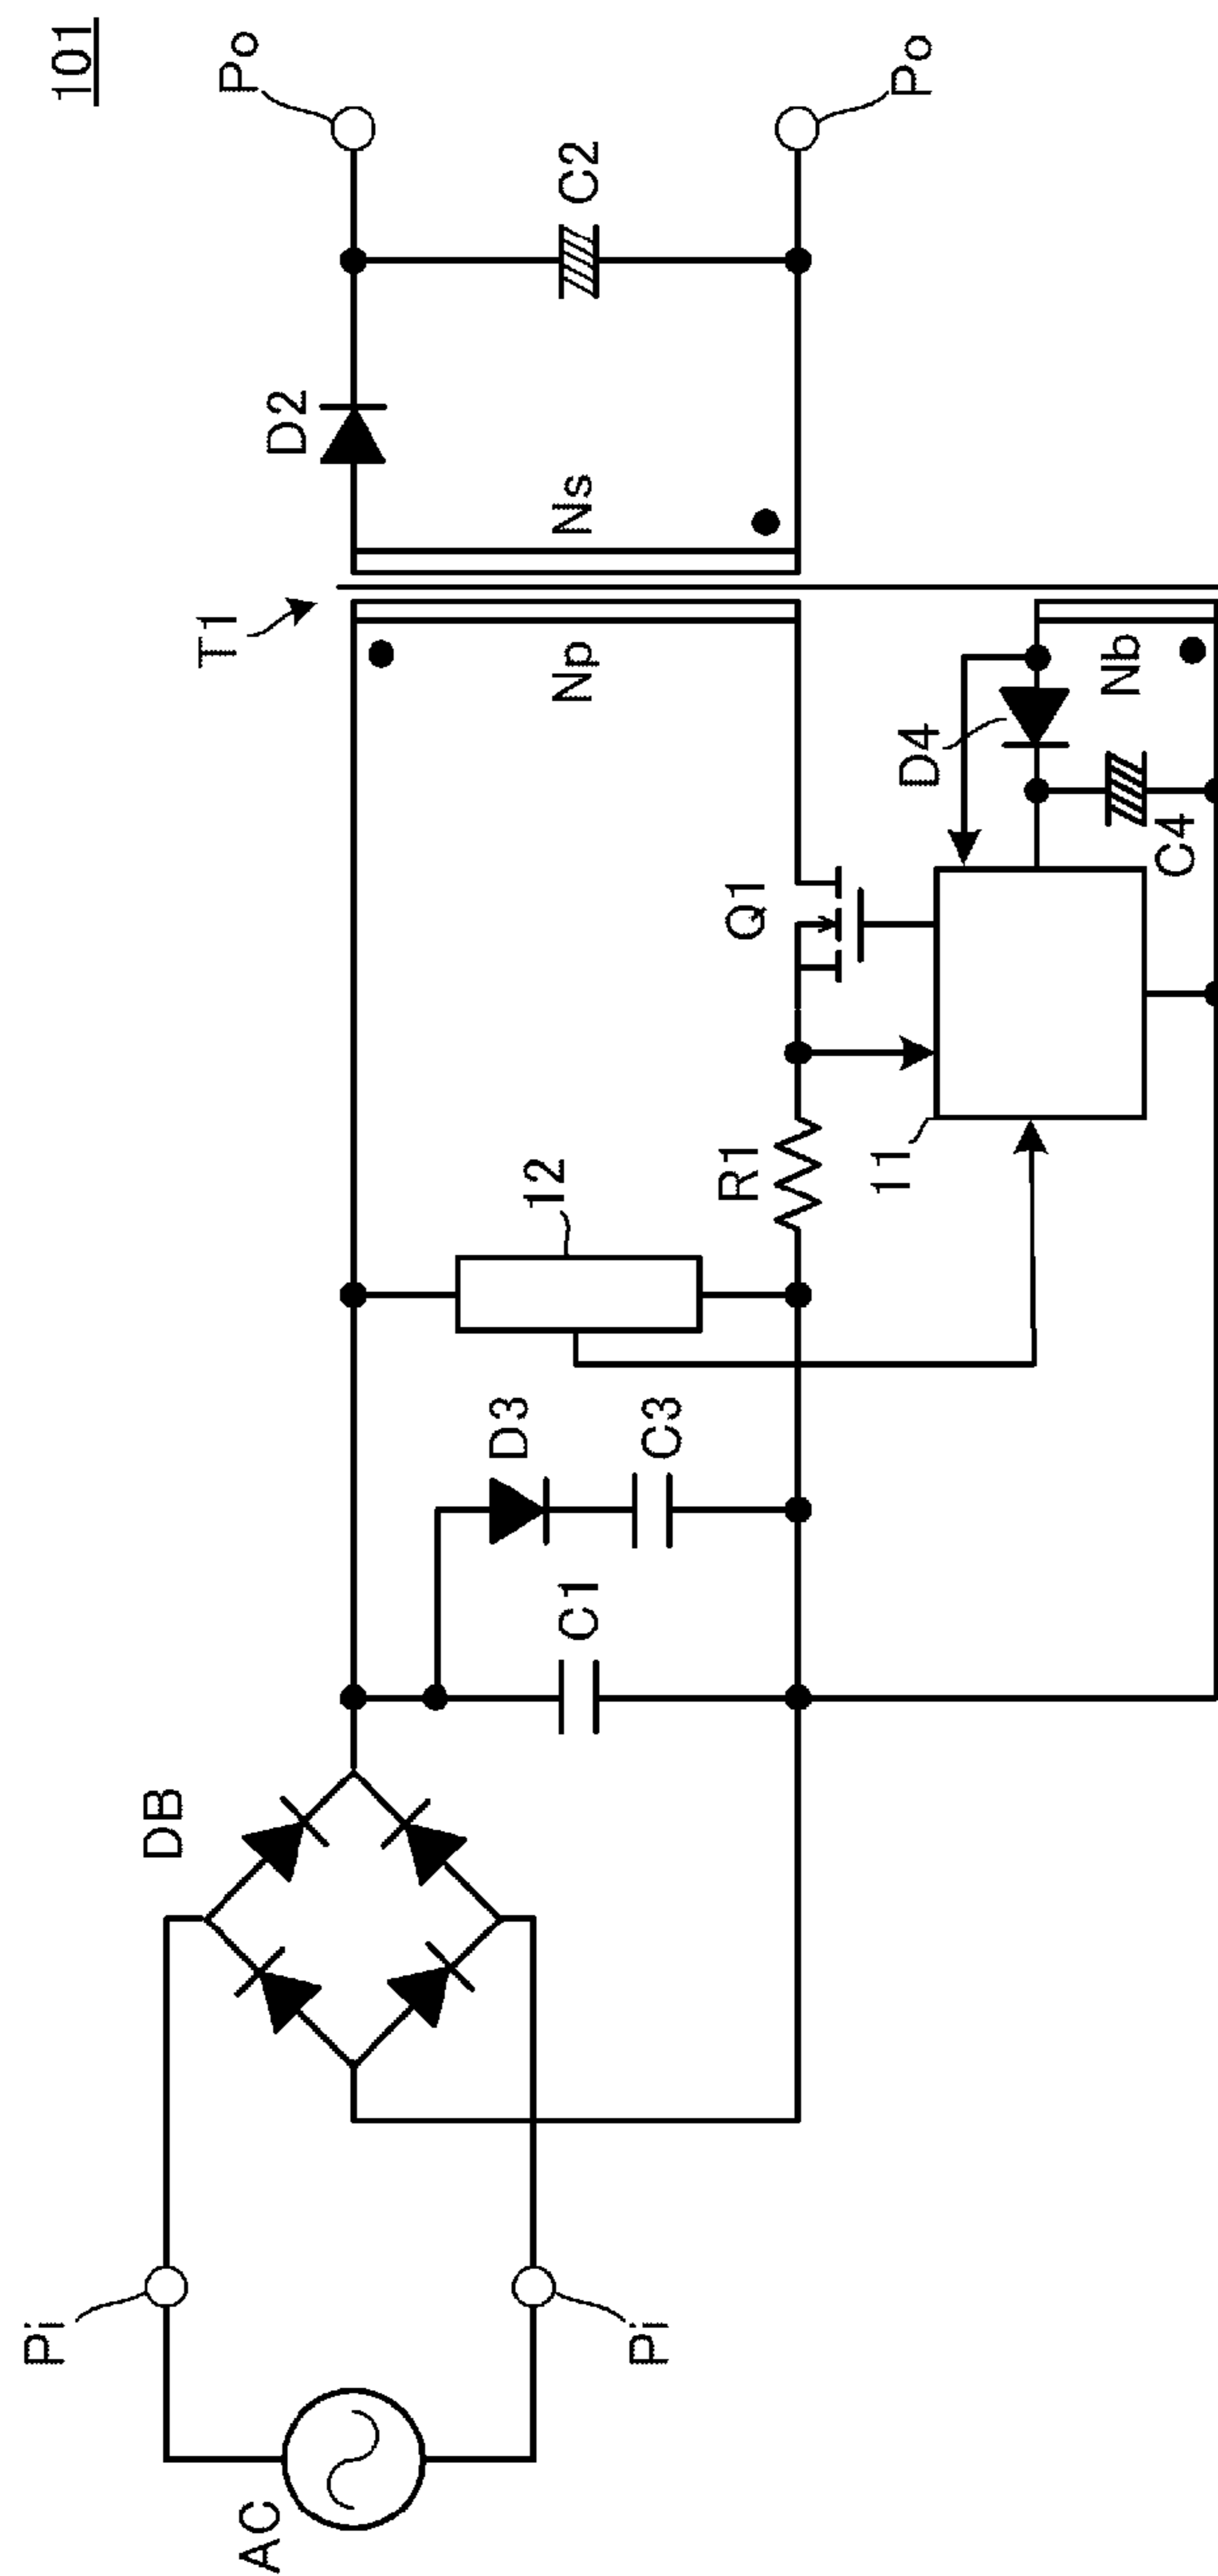 101
T1
Po
DB
D2
AC
Pi
C1
D3
C3
12
Np
Ns
C2
Pi
R1
Q1
Po
11
D4
Nb
C4